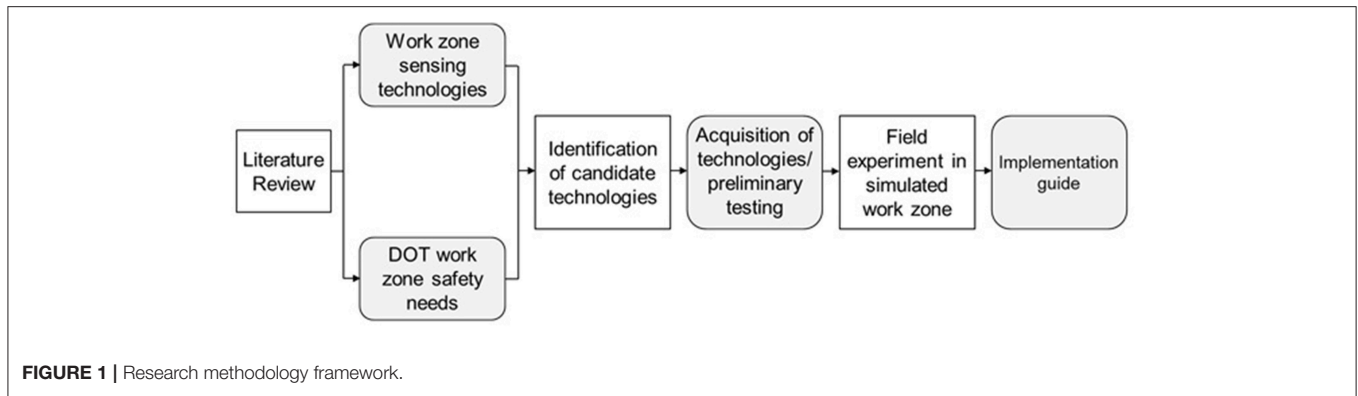 Work zone
sensing
technologies
Literature
Review
DOT work
zone safety
needs
Identification
of candidate
technologies
Acquisition of
technologies/
preliminary
testing
Field
experiment in
simulated
work zone
Implementation
guide
FIGURE 1 | Research methodology framework.